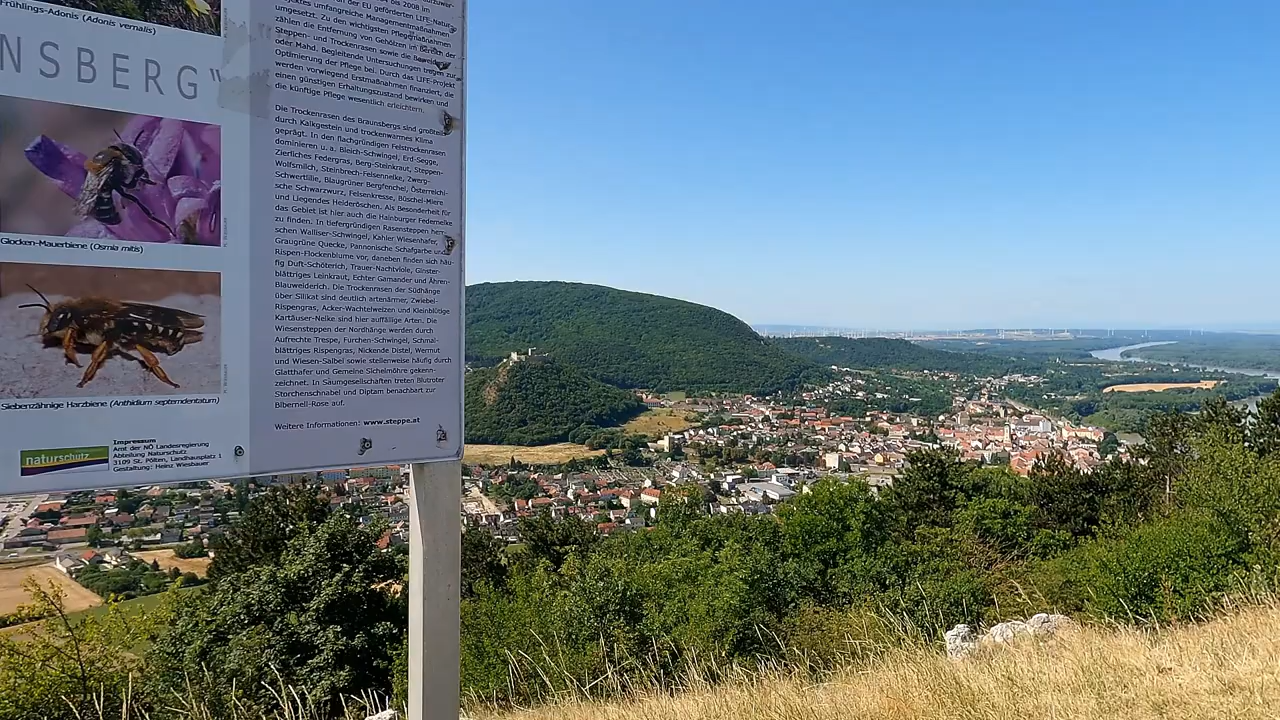 Frühlings-Adonis (Adonis vernalis)
NSBERG"
Glocken-Mauerbiene (Osmia mitis)
Siebenzähnige Harzbiene (Anthidium septemdentatum)
naturschutz
Impressum
Amt der NÖ Landesregierung
Abteilung Naturschutz
3109 St. Pölten, Landhausplatz 1
Gestaltung: Heinz Wiesbauer
bis 2008 im
der EU geförderten LIFE-Natur-
projektes umfangreiche Managementmaßnahmen
umgesetzt. Zu den wichtigsten Pflegemaßnahmen
zählen die Entfernung von Gehölzen im Bereich der
Steppen- und Trockenrasen sowie die Beweidung
oder Mahd. Begleitende Untersuchungen tragen zur
Optimierung der Pflege bei. Durch das LIFE-Projekt
werden vorwiegend Erstmaßnahmen finanziert, die
einen günstigen Erhaltungszustand bewirken und
die künftige Pflege wesentlich erleichtern.
Die Trockenrasen des Braunsbergs sind großteils
durch Kalkgestein und trockenwarmes Klima
geprägt. In den flachgründigen Felstrockenrasen
dominieren u. a. Bleich-Schwingel, Erd-Segge,
Zierliches Federgras, Berg-Steinkraut, Steppen-
Wolfsmilch, Steinbrech-Felsennelke, Zwerg-
Schwertlilie, Blaugrüner Bergfenchel, Österreichi-
sche Schwarzwurz, Felsenkresse, Büschel-Miere
und Liegendes Heideröschen. Als Besonderheit für
das Gebiet ist hier auch die Hainburger Federnelke
zu finden. In tiefergründigen Rasensteppen herr-
schen Walliser-Schwingel, Kahler Wiesenhafer,
Graugrüne Quecke, Pannonische Schafgarbe und
Rispen-Flockenblume vor, daneben finden sich häu-
fig Duft-Schöterich, Trauer-Nachtviole, Ginster-
blättriges Leinkraut, Echter Gamander und Ähren-
Blauweiderich. Die Trockenrasen der Südhänge
über Silikat sind deutlich artenärmer, Zwiebel-
Rispengras, Acker-Wachtelweizen und Kleinblütige
Kartäuser-Nelke sind hier auffällige Arten. Die
Wiesensteppen der Nordhänge werden durch
Aufrechte Trespe, Furchen-Schwingel, Schmal-
blättriges Rispengras, Nickende Distel, Wermut
und Wiesen-Salbei sowie stellenweise häufig durch
Glatthafer und Gemeine Sichelmöhre gekenn-
zeichnet. In Saumgesellschaften treten Blutroter
Storchenschnabel und Diptam benachbart zur
Bibernell-Rose auf.
Weitere Informationen: www.steppe.at